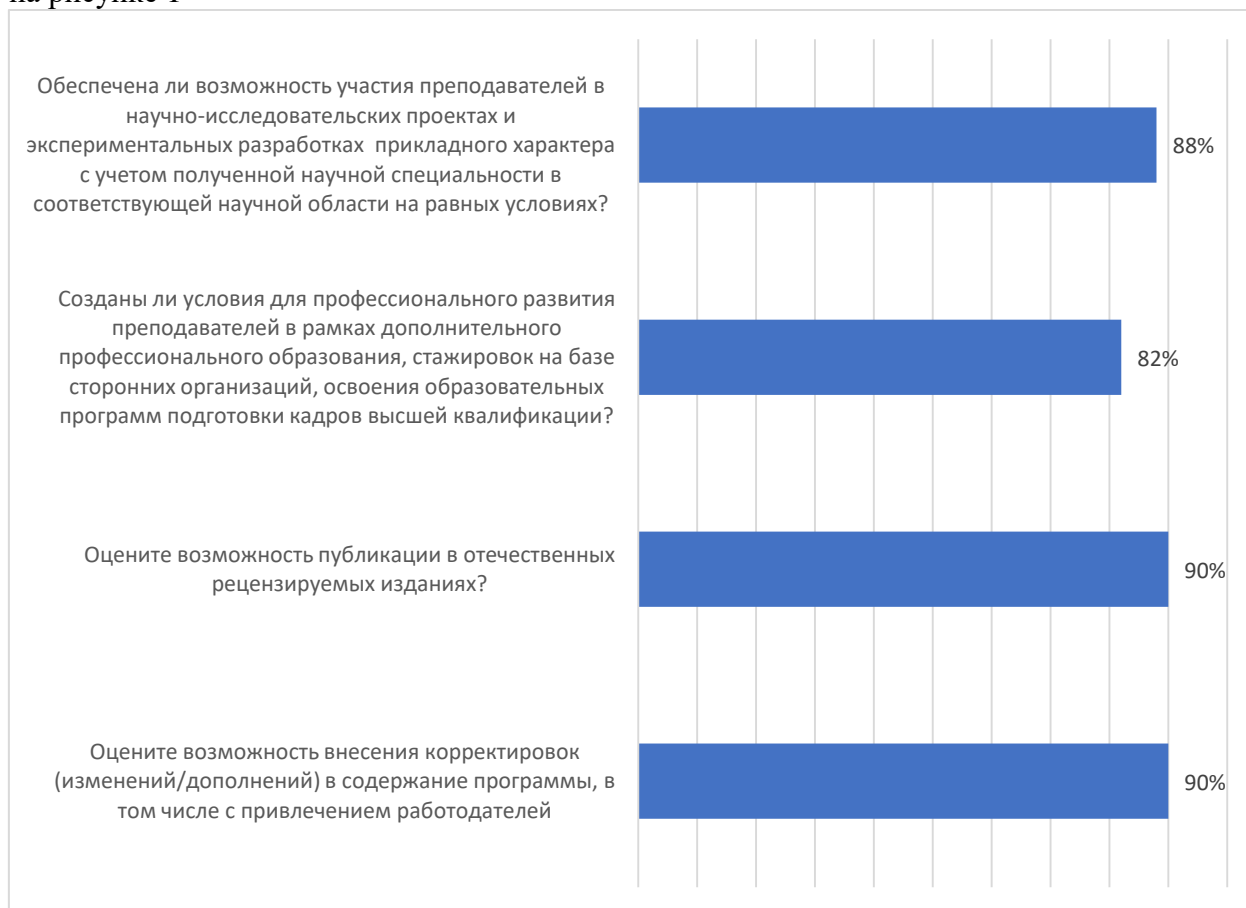 на рисунке 1
Обеспечена ли возможность участия преподавателей в
научно-исследовательских проектах и
экспериментальных разработках прикладного характера
с учетом полученной научной специальности в
соответствующей научной области на равных условиях?
88%
Созданы ли условия для профессионального развития
преподавателей в рамках дополнительного
профессионального образования, стажировок на базе
сторонних организаций, освоения образовательных
программ подготовки кадров высшей квалификации?
82%
Оцените возможность публикации в отечественных
рецензируемых изданиях?
90%
Оцените возможность внесения корректировок
(изменений/дополнений) в содержание программы, в
том числе с привлечением работодателей
90%